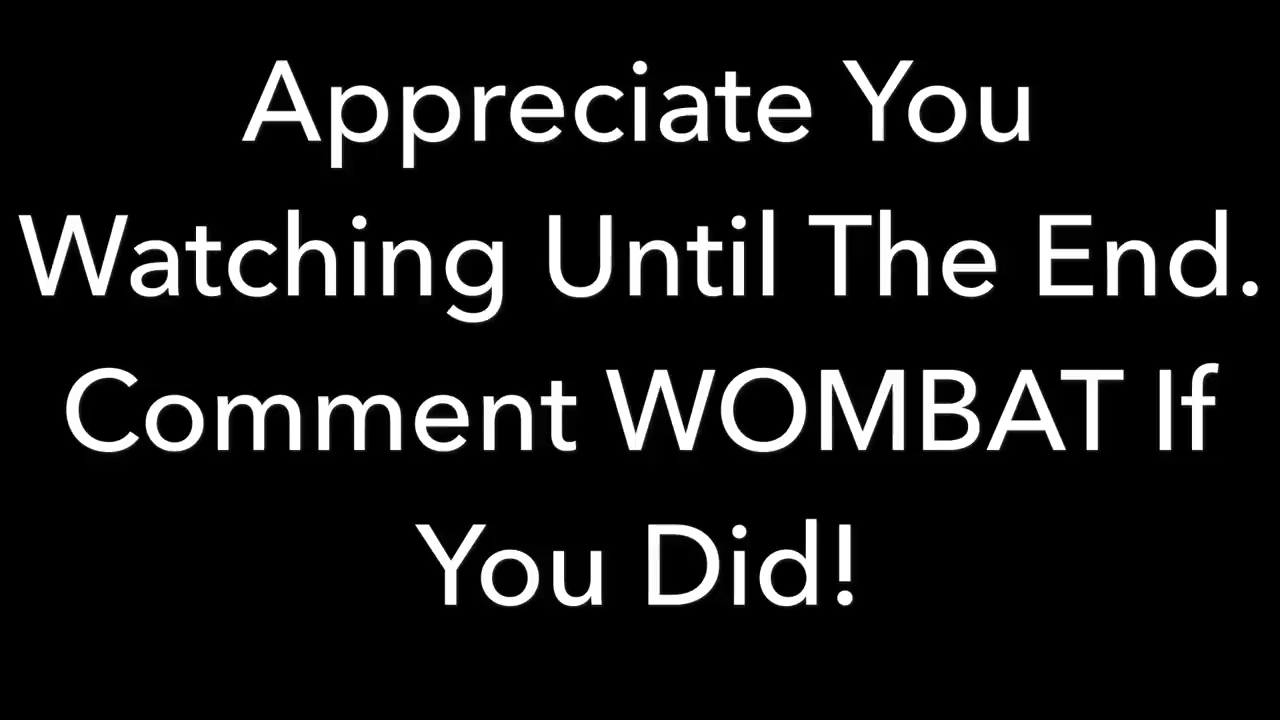 Appreciate You
Watching Until The End.
Comment WOMBAT If
You Did!